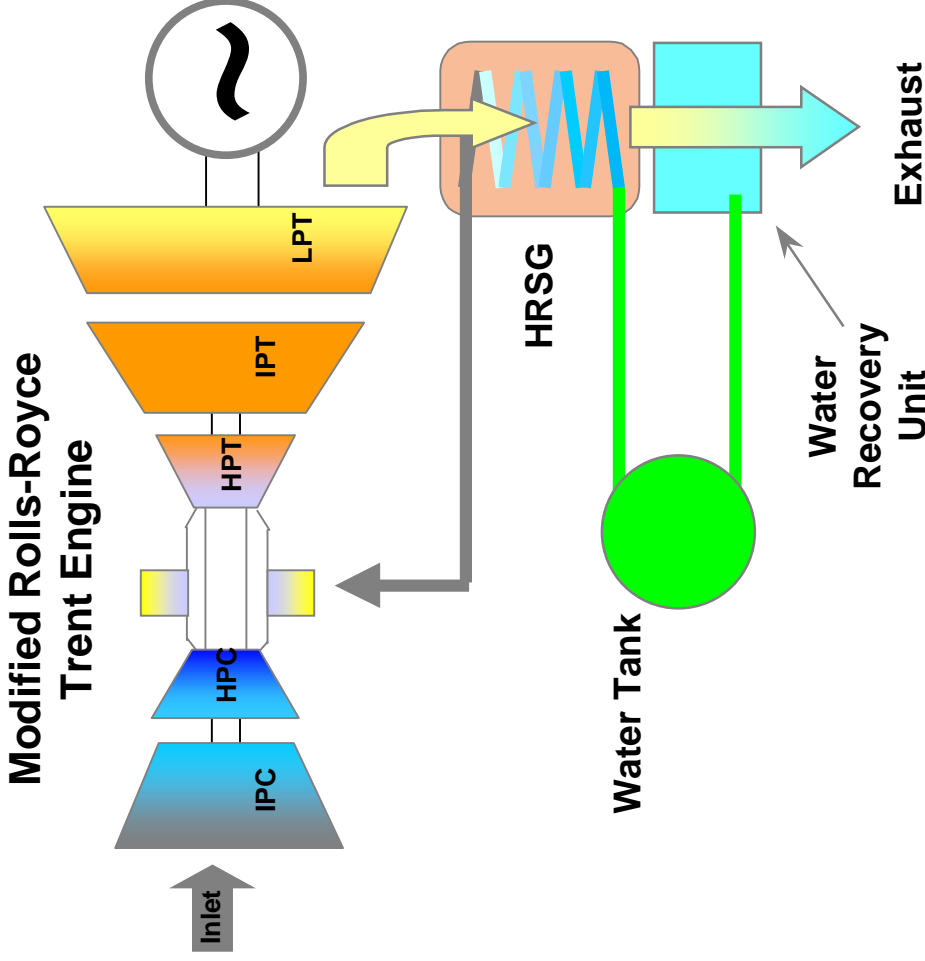 Modified Rolls-Royce
Trent Engine
Inlet
IPC
HPC
HPT
IPT
LPT
HRSG
Water Tank
Water
Recovery
Unit
Exhaust